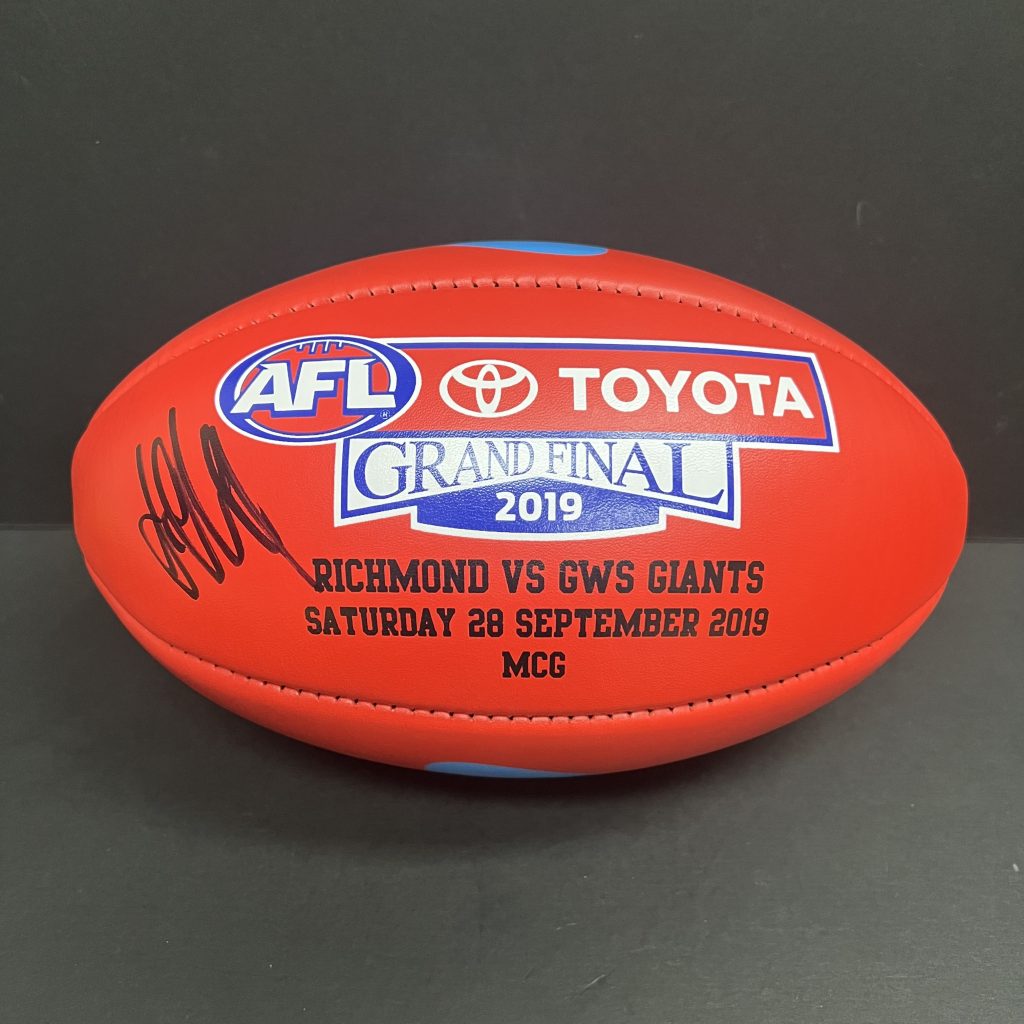 AFL
TOYOTA
GRAND FINAL
2019
RICHMOND VS GWS GIANTS
SATURDAY 28 SEPTEMBER 2019
MCG